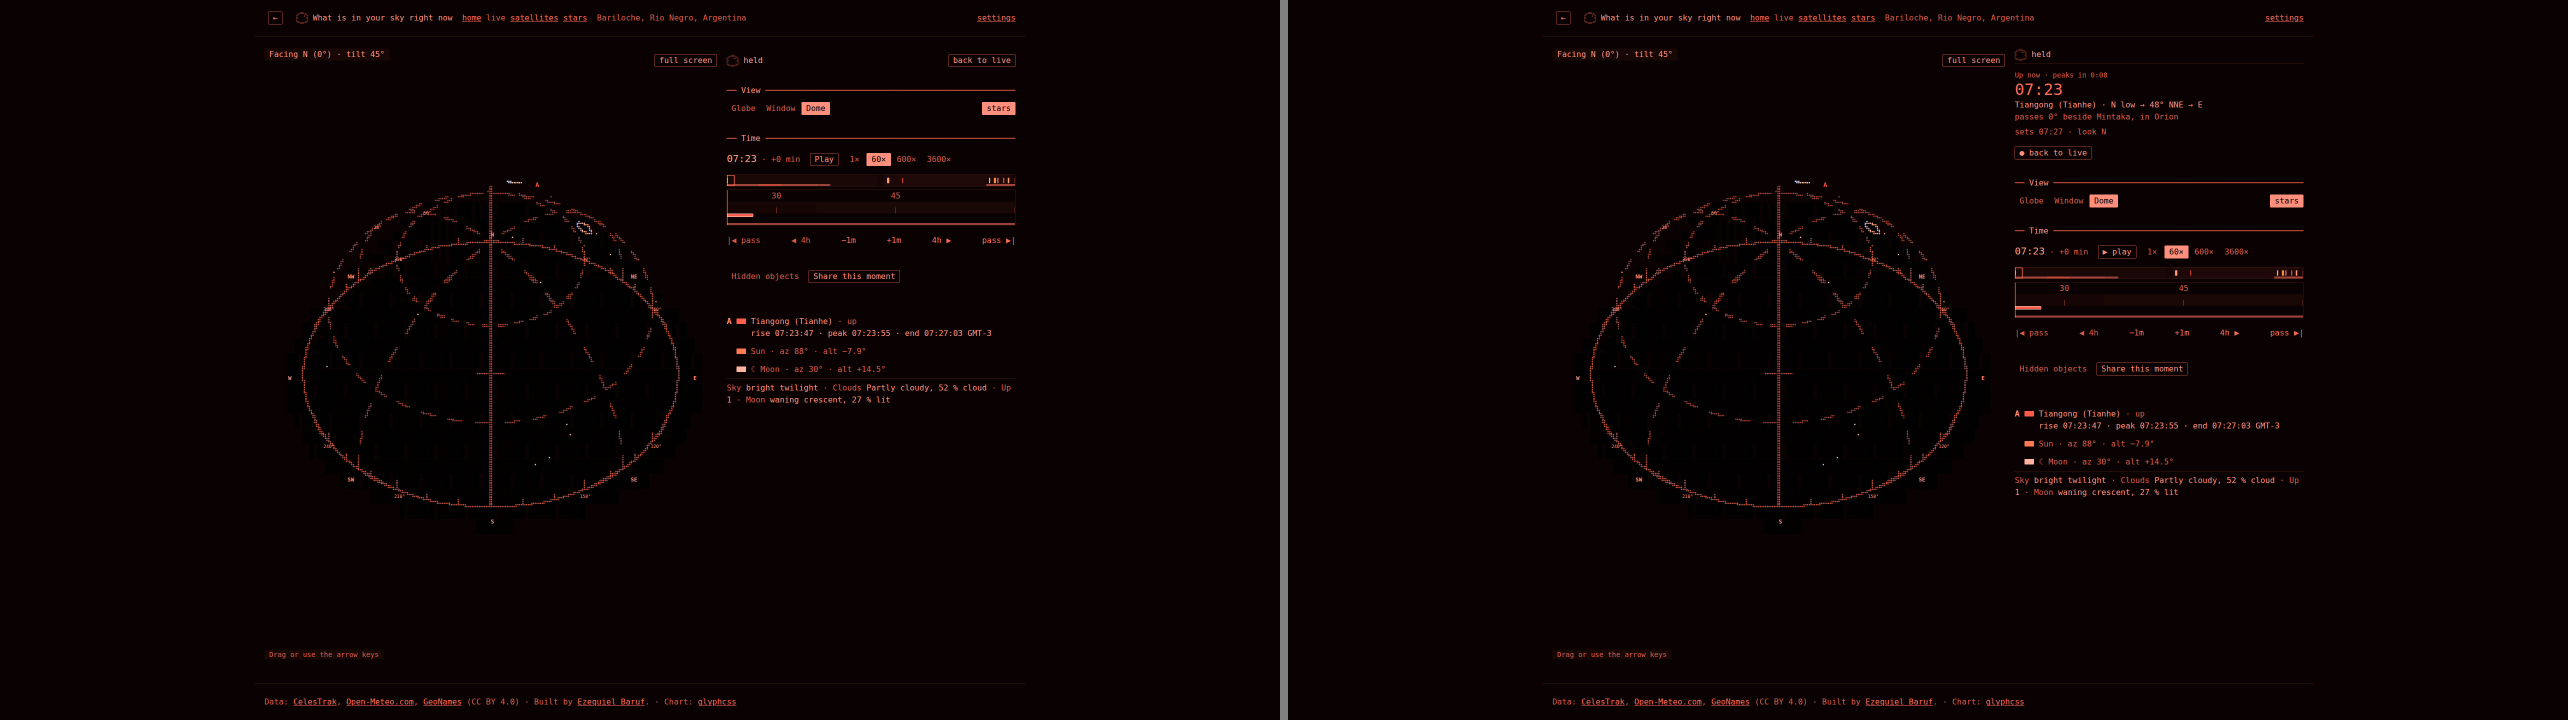 ← What is in your sky right now home live satellites stars Bariloche, Rio Negro, Argentina settings
Facing N (0°) · tilt 45°
full screen
held
back to live
View
Globe Window Dome stars
Time
07:23 · +0 min Play 1× 60× 600× 3600×
30 45
|◀ pass ◀ 4h −1m +1m 4h ▶ pass ▶|
Hidden objects Share this moment
A Tiangong (Tianhe) · up
rise 07:23:47 · peak 07:23:55 · end 07:27:03 GMT-3
Sun · az 88° · alt −7.9°
☾ Moon · az 30° · alt +14.5°
Sky bright twilight · Clouds Partly cloudy, 52 % cloud · Up
1 · Moon waning crescent, 27 % lit
A
N
NW
NE
W
E
240°
120°
SW
SE
210°
150°
S
Drag or use the arrow keys
Data: CelesTrak, Open-Meteo.com, GeoNames (CC BY 4.0) · Built by Ezequiel Baruf. · Chart: glyphcss
← What is in your sky right now home live satellites stars Bariloche, Rio Negro, Argentina settings
Facing N (0°) · tilt 45°
full screen
held
Up now · peaks in 0:08
07:23
Tiangong (Tianhe) · N low → 48° NNE → E
passes 0° beside Mintaka, in Orion
sets 07:27 · look N
● back to live
View
Globe Window Dome stars
Time
07:23 · +0 min ▶ play 1× 60× 600× 3600×
30 45
|◀ pass ◀ 4h −1m +1m 4h ▶ pass ▶|
Hidden objects Share this moment
A Tiangong (Tianhe) · up
rise 07:23:47 · peak 07:23:55 · end 07:27:03 GMT-3
Sun · az 88° · alt −7.9°
☾ Moon · az 30° · alt +14.5°
Sky bright twilight · Clouds Partly cloudy, 52 % cloud · Up
1 · Moon waning crescent, 27 % lit
A
N
NW
NE
W
E
240°
120°
SW
SE
210°
150°
S
Drag or use the arrow keys
Data: CelesTrak, Open-Meteo.com, GeoNames (CC BY 4.0) · Built by Ezequiel Baruf. · Chart: glyphcss